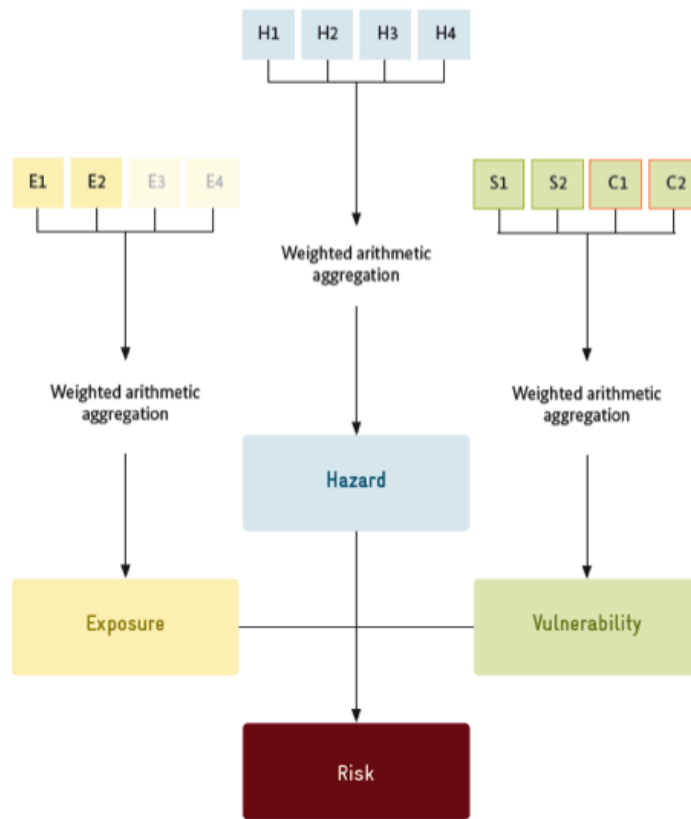 H1 H2 H3 H4
E1 E2 E3 E4
S1 S2 C1 C2
Weighted arithmetic
aggregation
Weighted arithmetic
aggregation
Weighted arithmetic
aggregation
Hazard
Exposure
Vulnerability
Risk